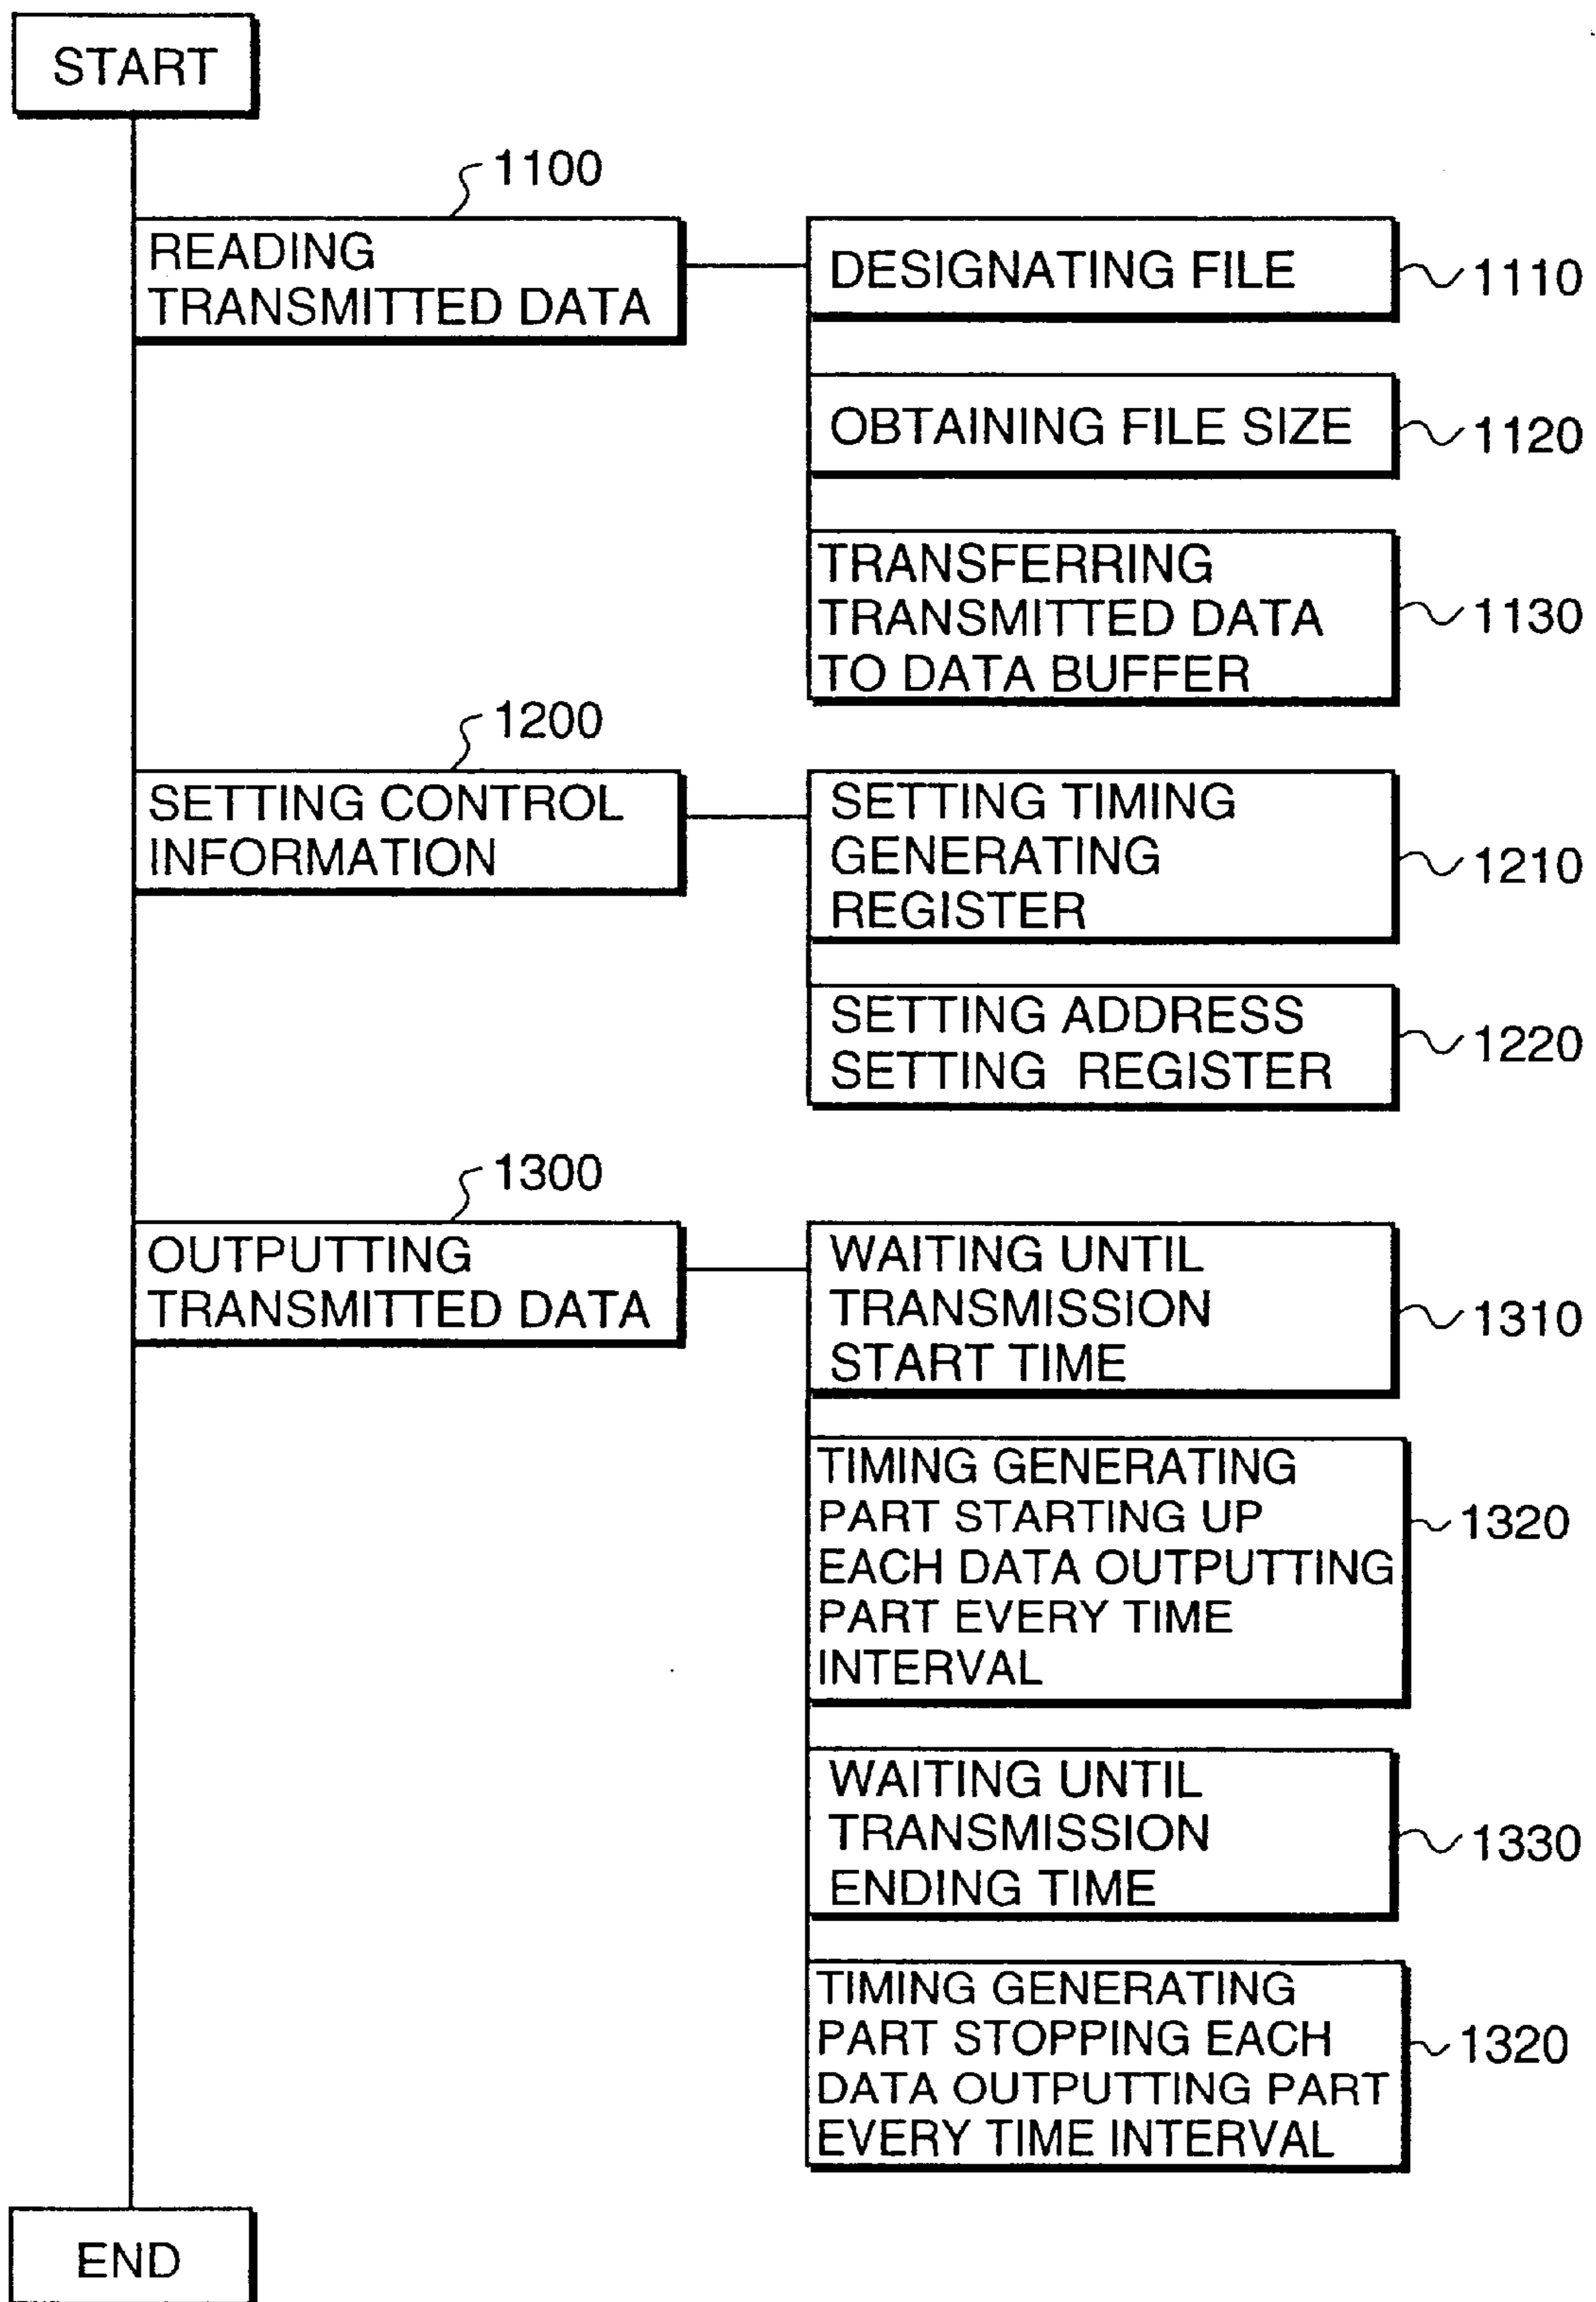 START
1100
READING
TRANSMITTED DATA
DESIGNATING FILE
1110
OBTAINING FILE SIZE
1120
TRANSFERRING
TRANSMITTED DATA
TO DATA BUFFER
1130
1200
SETTING CONTROL
INFORMATION
SETTING TIMING
GENERATING
REGISTER
1210
SETTING ADDRESS
SETTING REGISTER
1220
1300
OUTPUTTING
TRANSMITTED DATA
WAITING UNTIL
TRANSMISSION
START TIME
1310
TIMING GENERATING
PART STARTING UP
EACH DATA OUTPUTTING
PART EVERY TIME
INTERVAL
1320
WAITING UNTIL
TRANSMISSION
ENDING TIME
1330
TIMING GENERATING
PART STOPPING EACH
DATA OUTPUTTING PART
EVERY TIME INTERVAL
1320
END